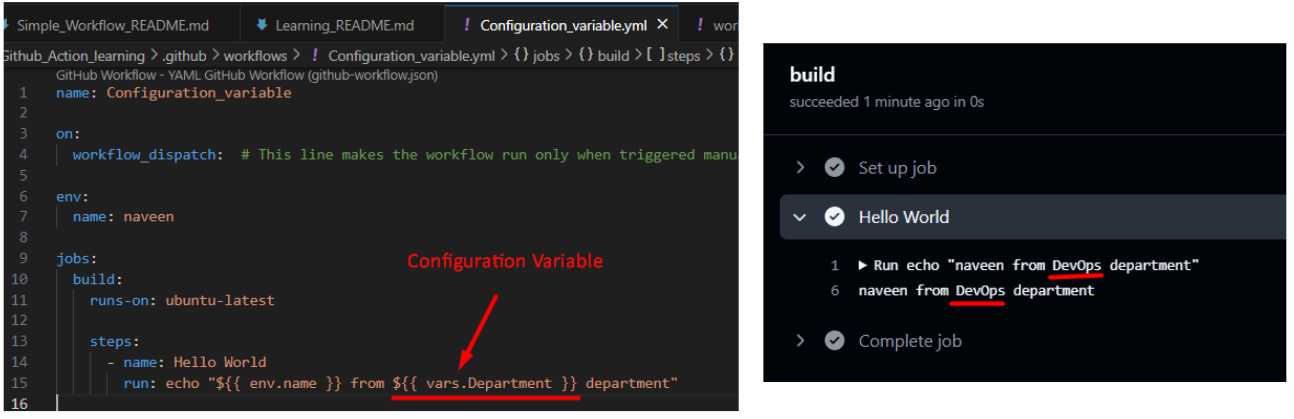 Simple_Workflow_README.md Learning_README.md ! Configuration_variable.yml × !
Github_Action_learning > .github > workflows > ! Configuration_variable.yml > {} jobs > {} build > [ ] steps > {}
GitHub Workflow - YAML GitHub Workflow (github-workflow.json)
1 name: Configuration_variable
2
3 on:
4 workflow_dispatch: # This line makes the workflow run only when triggered manu
5
6 env:
7 name: naveen
8
9 jobs:
Configuration Variable
10 build:
11 runs-on: ubuntu-latest
12
13 steps:
14 - name: Hello World
15 run: echo "${{ env.name }} from ${{ vars.Department }} department"
16
build
succeeded 1 minute ago in 0s
Set up job
Hello World
1 ▶ Run echo "naveen from DevOps department"
6 naveen from DevOps department
Complete job